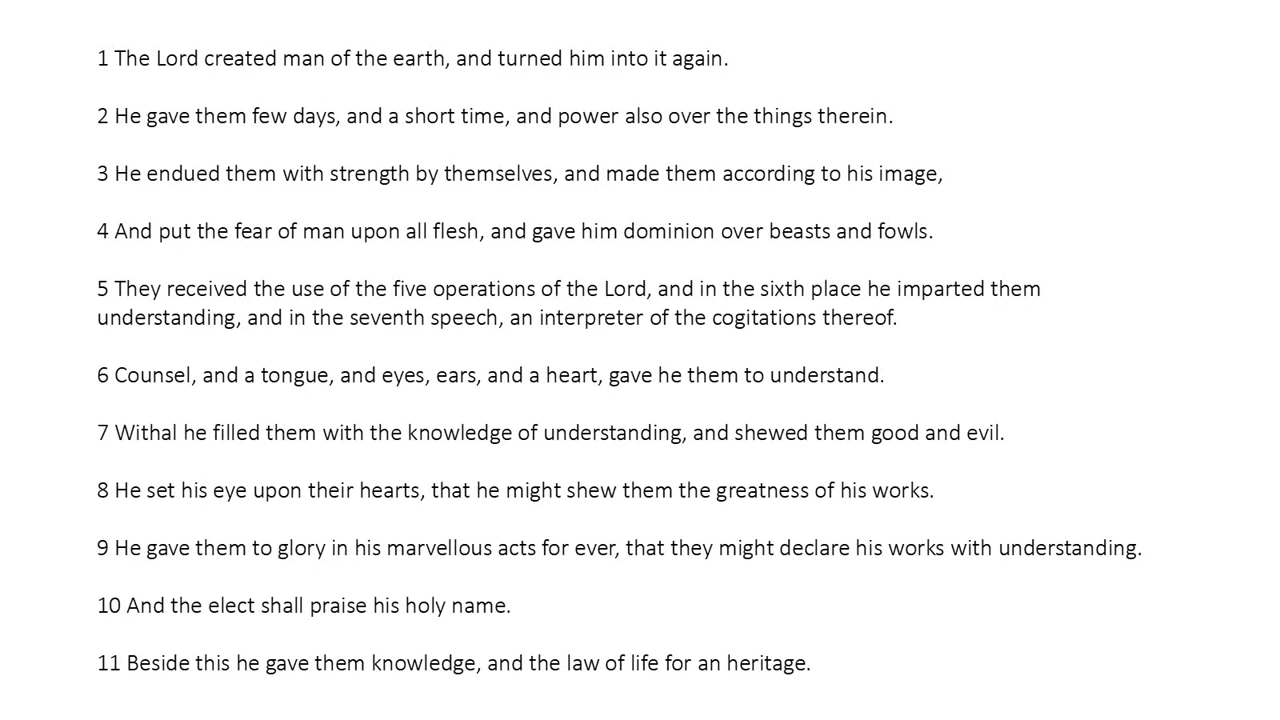 1 The Lord created man of the earth, and turned him into it again.
2 He gave them few days, and a short time, and power also over the things therein.
3 He endued them with strength by themselves, and made them according to his image,
4 And put the fear of man upon all flesh, and gave him dominion over beasts and fowls.
5 They received the use of the five operations of the Lord, and in the sixth place he imparted them
understanding, and in the seventh speech, an interpreter of the cogitations thereof.
6 Counsel, and a tongue, and eyes, ears, and a heart, gave he them to understand.
7 Withal he filled them with the knowledge of understanding, and shewed them good and evil.
8 He set his eye upon their hearts, that he might shew them the greatness of his works.
9 He gave them to glory in his marvellous acts for ever, that they might declare his works with understanding.
10 And the elect shall praise his holy name.
11 Beside this he gave them knowledge, and the law of life for an heritage.